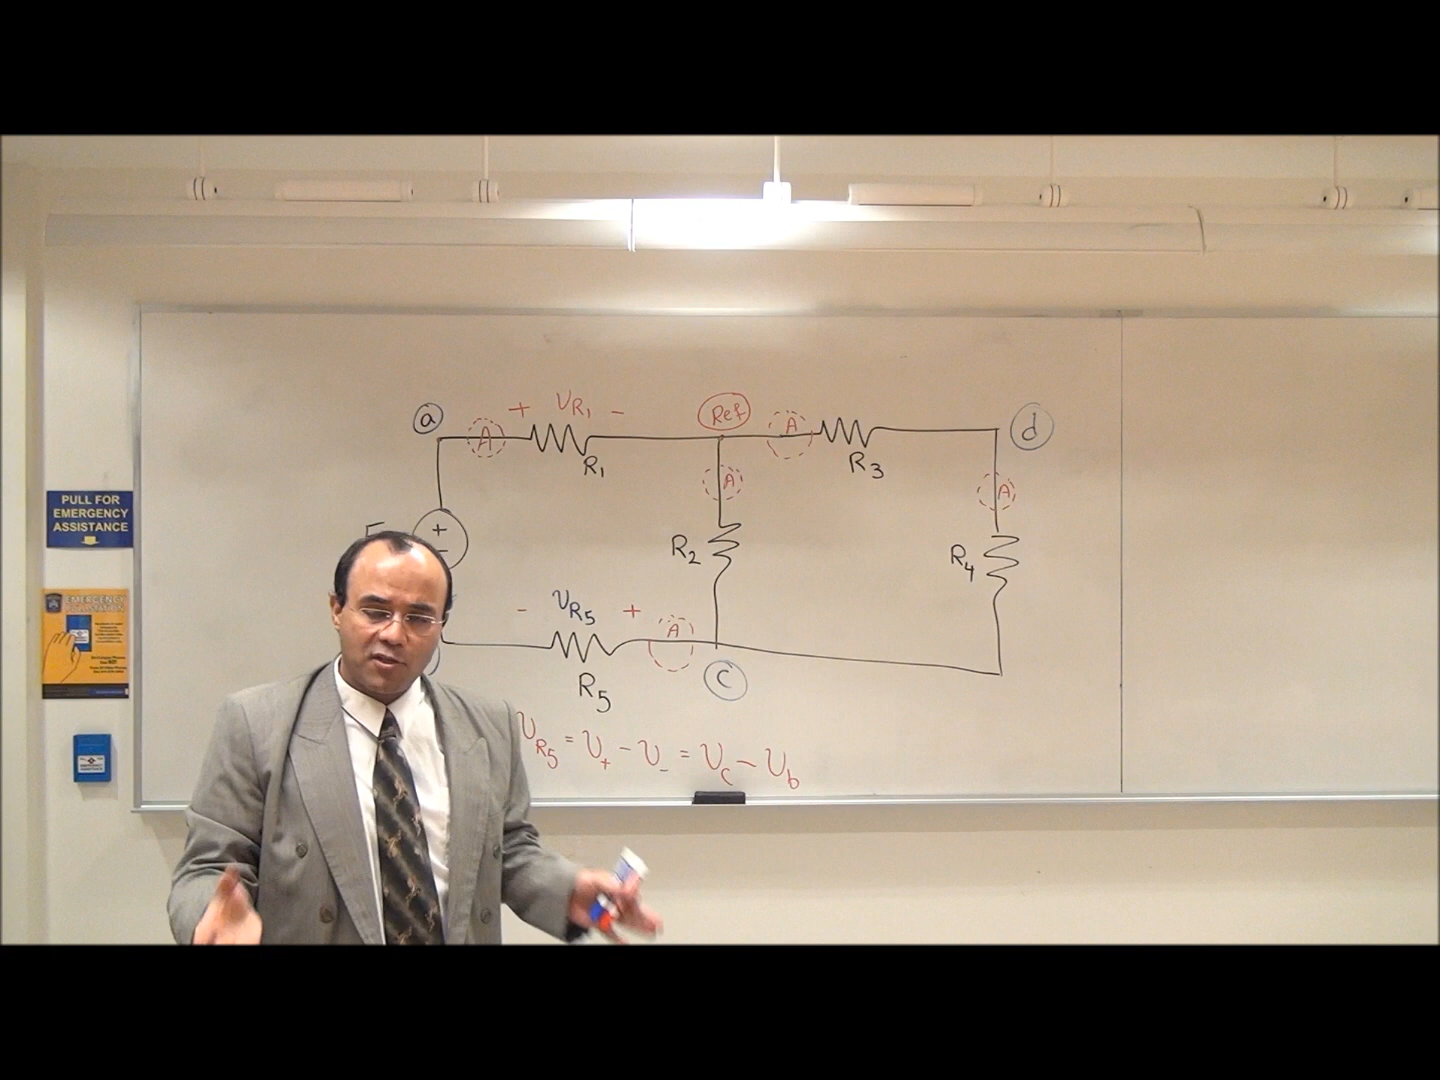 a
+ VR1 -
Ref
A
A
d
A
R1
R3
A
A
+
-
R2
R4
- VR5 +
A
R5
C
VR5 = V+ - V- = Vc - Vb
PULL FOR
EMERGENCY
ASSISTANCE
EMERGENCY